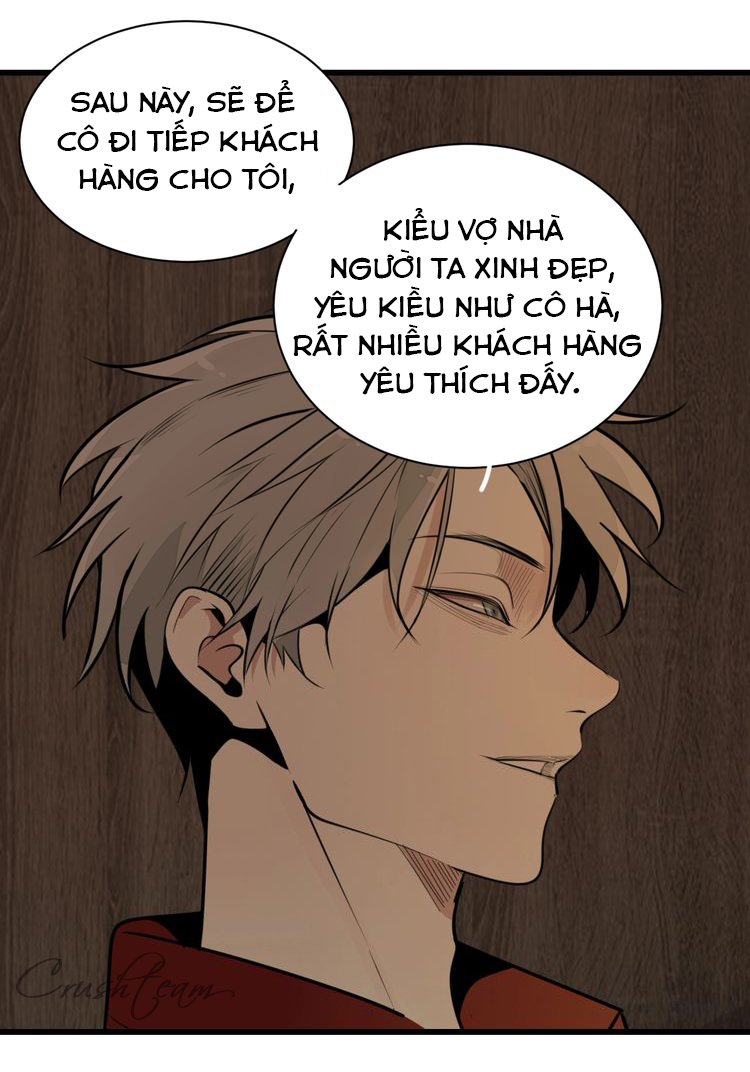 SAU NÀY, SẼ ĐỂ
CÔ ĐI TIẾP KHÁCH
HÀNG CHO TÔI,
KIỂU VỢ NHÀ
NGƯỜI TA XINH ĐẸP,
YÊU KIỀU NHƯ CÔ HÀ,
RẤT NHIỀU KHÁCH HÀNG
YÊU THÍCH ĐẤY.
Crushteam